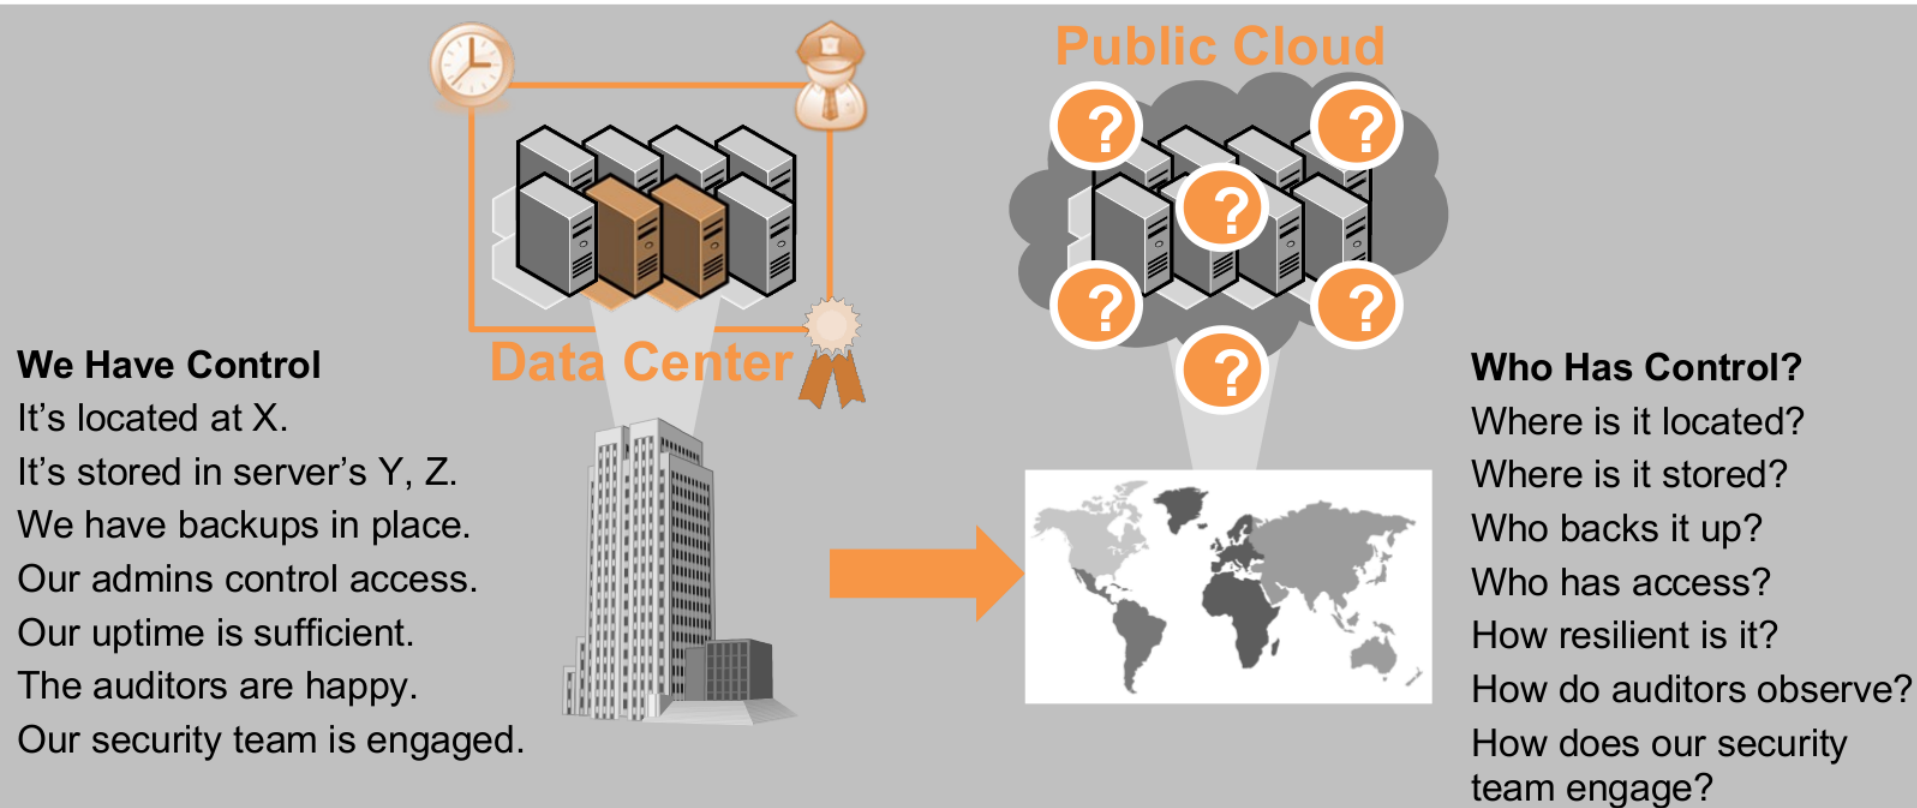 Public Cloud
?
?
?
?
?
?
Data Center
We Have Control
It’s located at X.
It’s stored in server’s Y, Z.
We have backups in place.
Our admins control access.
Our uptime is sufficient.
The auditors are happy.
Our security team is engaged.
Who Has Control?
Where is it located?
Where is it stored?
Who backs it up?
Who has access?
How resilient is it?
How do auditors observe?
How does our security
team engage?